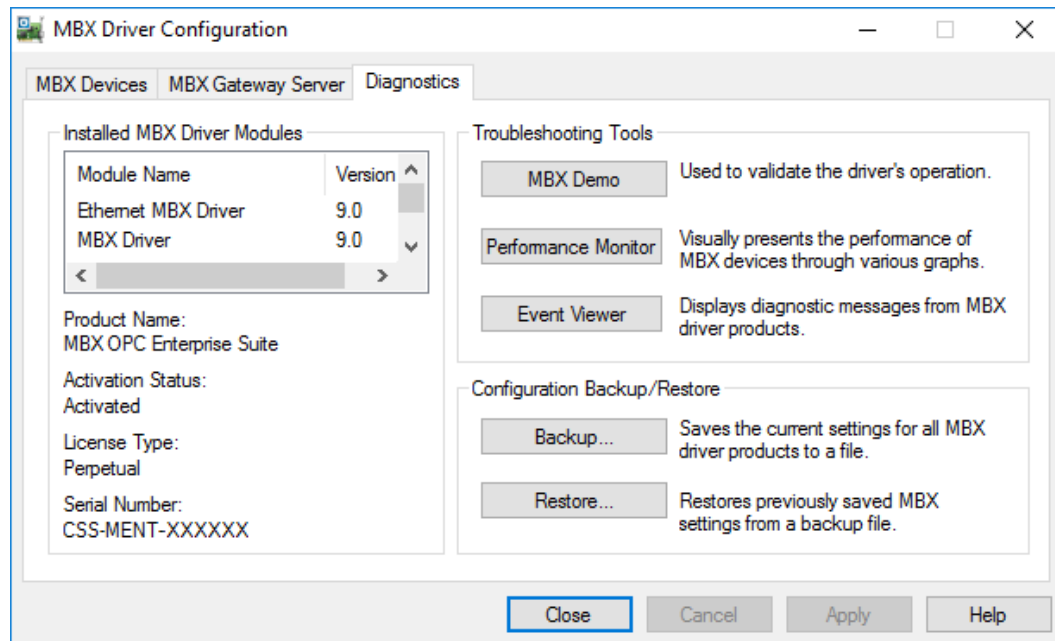 MBX Driver Configuration
MBX Devices MBX Gateway Server Diagnostics
Installed MBX Driver Modules
Module Name Version
Ethernet MBX Driver 9.0
MBX Driver 9.0
Product Name:
MBX OPC Enterprise Suite
Activation Status:
Activated
License Type:
Perpetual
Serial Number:
CSS-MENT-XXXXXX
Troubleshooting Tools
MBX Demo
Used to validate the driver's operation.
Performance Monitor
Visually presents the performance of
MBX devices through various graphs.
Event Viewer
Displays diagnostic messages from MBX
driver products.
Configuration Backup/Restore
Backup...
Saves the current settings for all MBX
driver products to a file.
Restore...
Restores previously saved MBX
settings from a backup file.
Close Cancel Apply Help